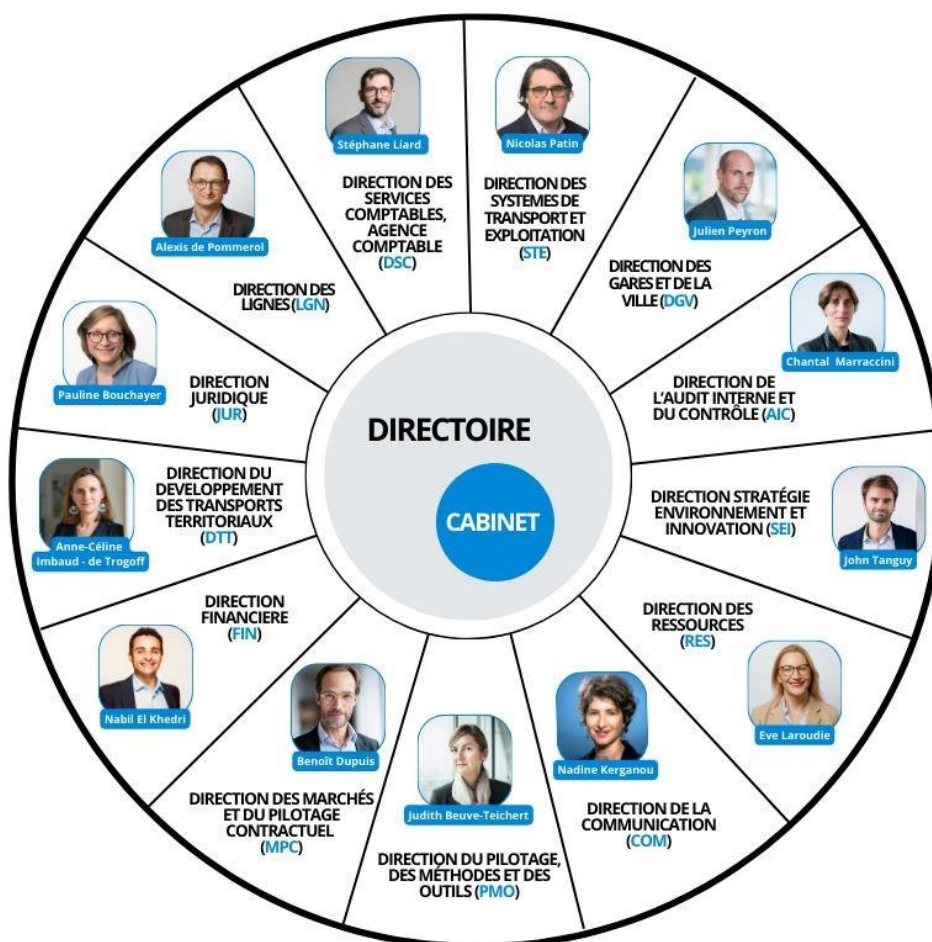 Stéphane Liard
DIRECTION DES
SERVICES
COMPTABLES,
AGENCE
COMPTABLE
(DSC)
Nicolas Patin
DIRECTION DES
SYSTEMES DE
TRANSPORT ET
EXPLOITATION
(STE)
Julien Peyron
DIRECTION DES
GARES ET DE LA
VILLE (DGV)
Chantal Marraccini
DIRECTION DE
L'AUDIT INTERNE ET
DU CONTRÔLE (AIC)
DIRECTION STRATÉGIE
ENVIRONNEMENT ET
INNOVATION (SEI)
John Tanguy
DIRECTION DES
RESSOURCES
(RES)
Eve Laroudie
Nadine Kerganou
DIRECTION DE LA
COMMUNICATION
(COM)
Judith Beuve-Teichert
DIRECTION DU PILOTAGE,
DES MÉTHODES ET DES
OUTILS (PMO)
Benoît Dupuis
DIRECTION DES MARCHÉS
ET DU PILOTAGE
CONTRACTUEL
(MPC)
DIRECTION
FINANCIERE
(FIN)
Nabil El Khedri
DIRECTION DU
DEVELOPPEMENT
DES TRANSPORTS
TERRITORIAUX
(DTT)
Anne-Céline
Imbaud - de Trogoff
Pauline Bouchayer
DIRECTION
JURIDIQUE
(JUR)
Alexis de Pommerol
DIRECTION DES
LIGNES (LGN)
DIRECTOIRE
CABINET